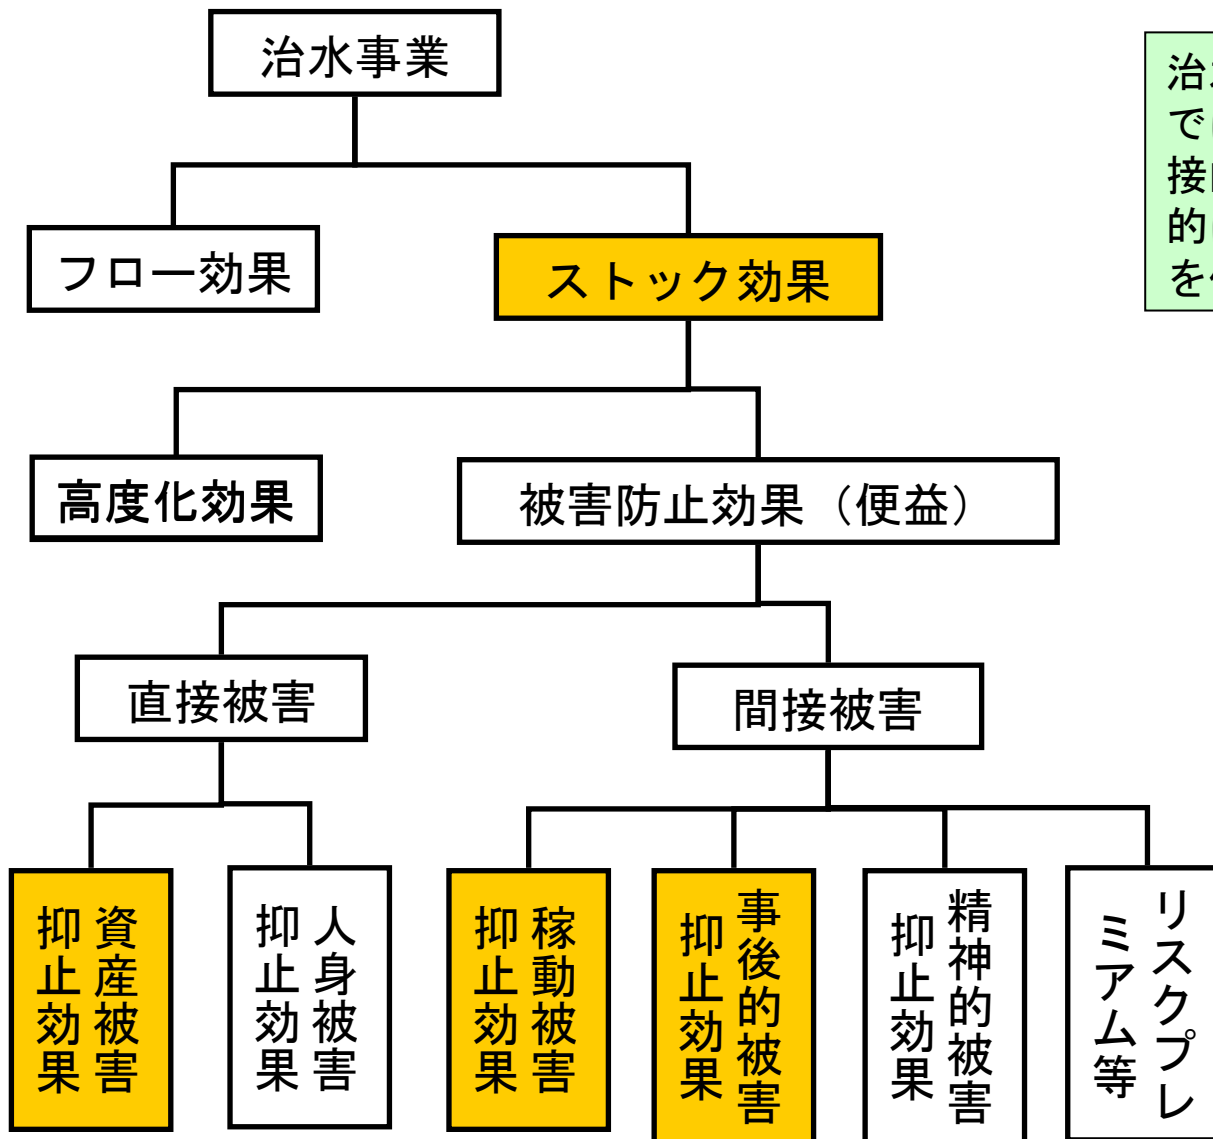 治水事業
治
で
接
的
を
フロー効果
ストック効果
高度化効果
被害防止効果（便益）
直接被害
間接被害
資産被害
抑止効果
人身被害
抑止効果
稼動被害
抑止効果
事後的被害
抑止効果
精神的被害
抑止効果
リスクプレ
ミアム等